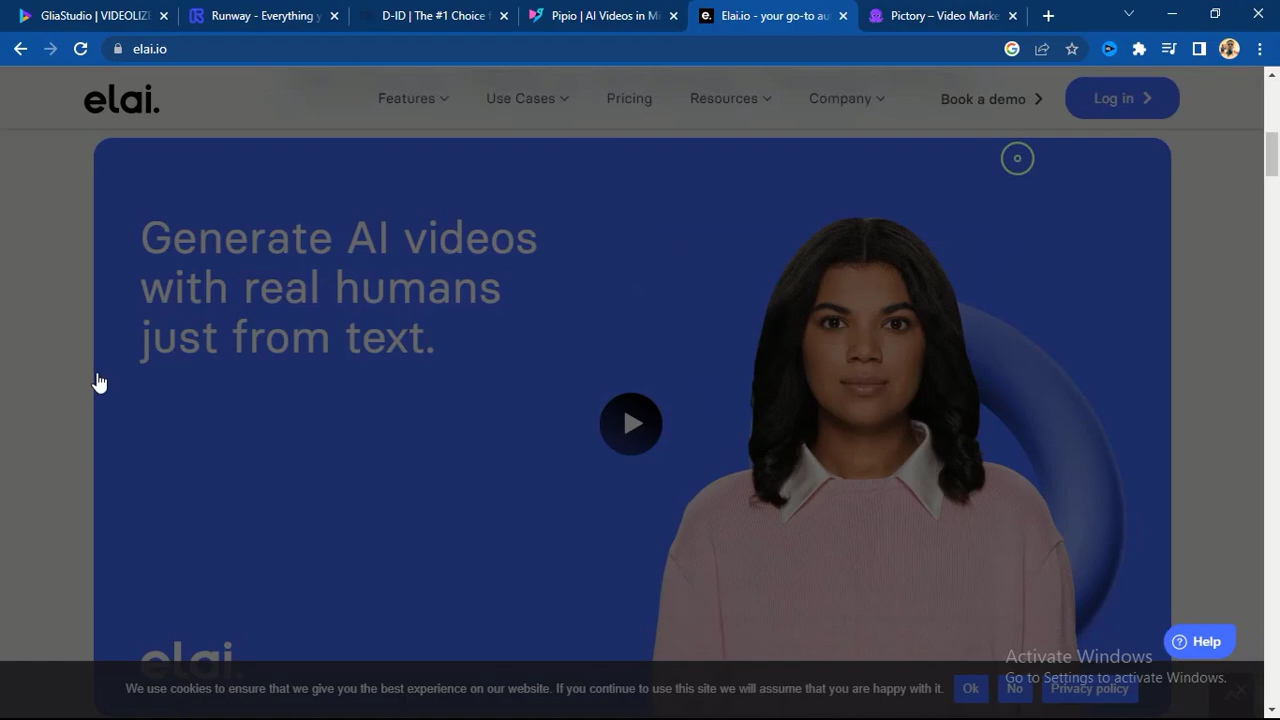 GliaStudio | VIDEOLIZE
Runway - Everything y
D-ID | The #1 Choice f
Pipio | AI Videos in Mi
Elai.io - your go-to au
Pictory – Video Marke
elai.io
elai.
Features
Use Cases
Pricing
Resources
Company
Book a demo
Log in
Generate AI videos
with real humans
just from text.
elai.
Help
Activate Windows
Go to Settings to activate Windows.
We use cookies to ensure that we give you the best experience on our website. If you continue to use this site we will assume that you are happy with it.
Ok
No
Privacy policy